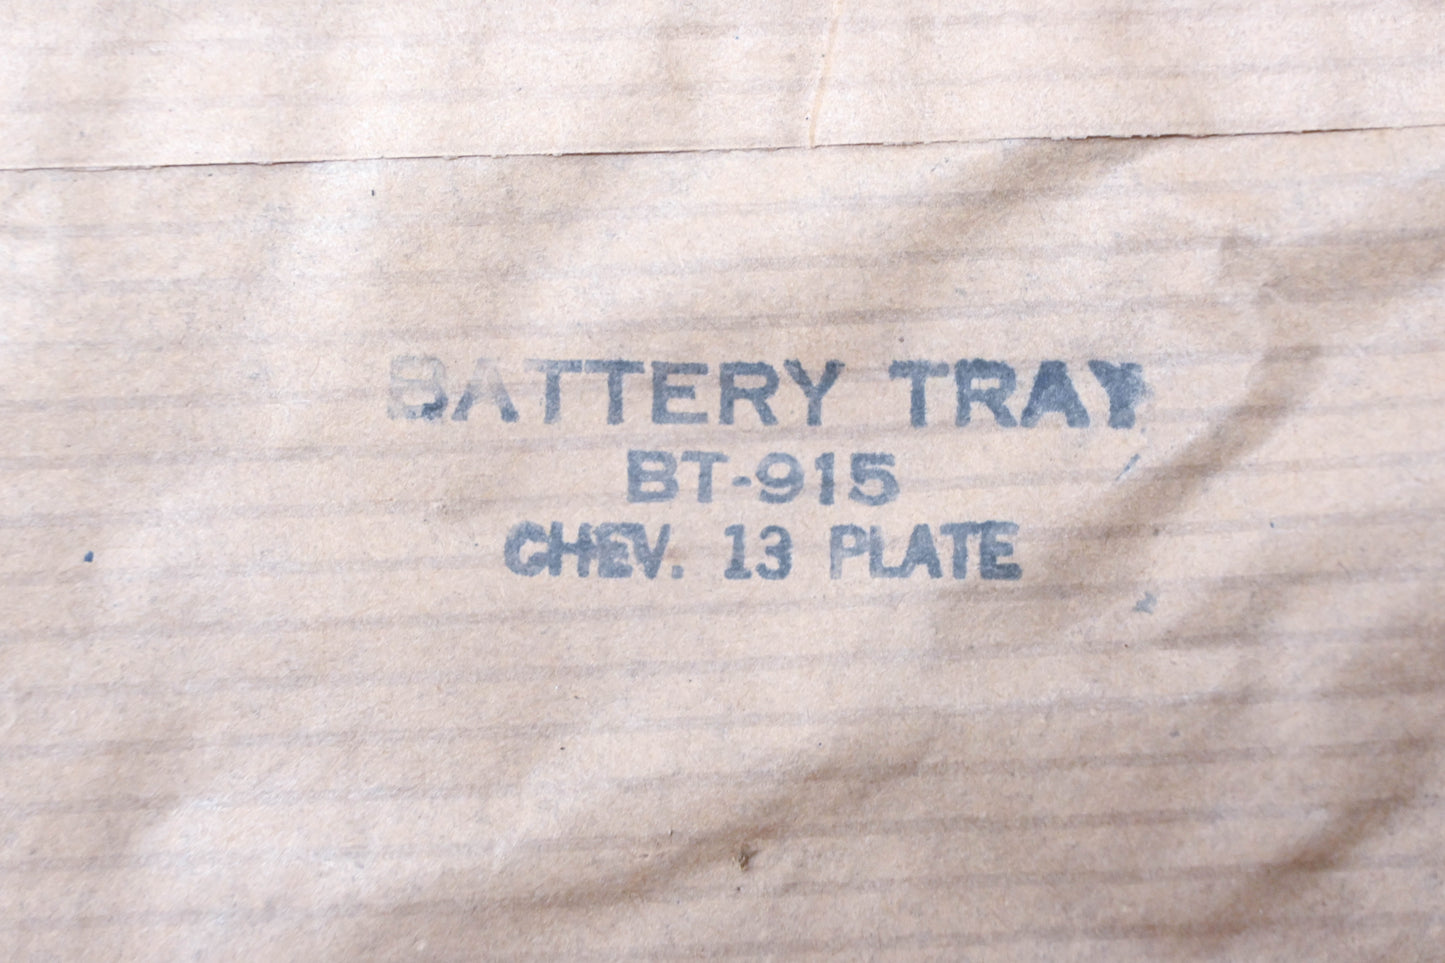 BATTERY TRAY
BT-915
CHEV. 13 PLATE